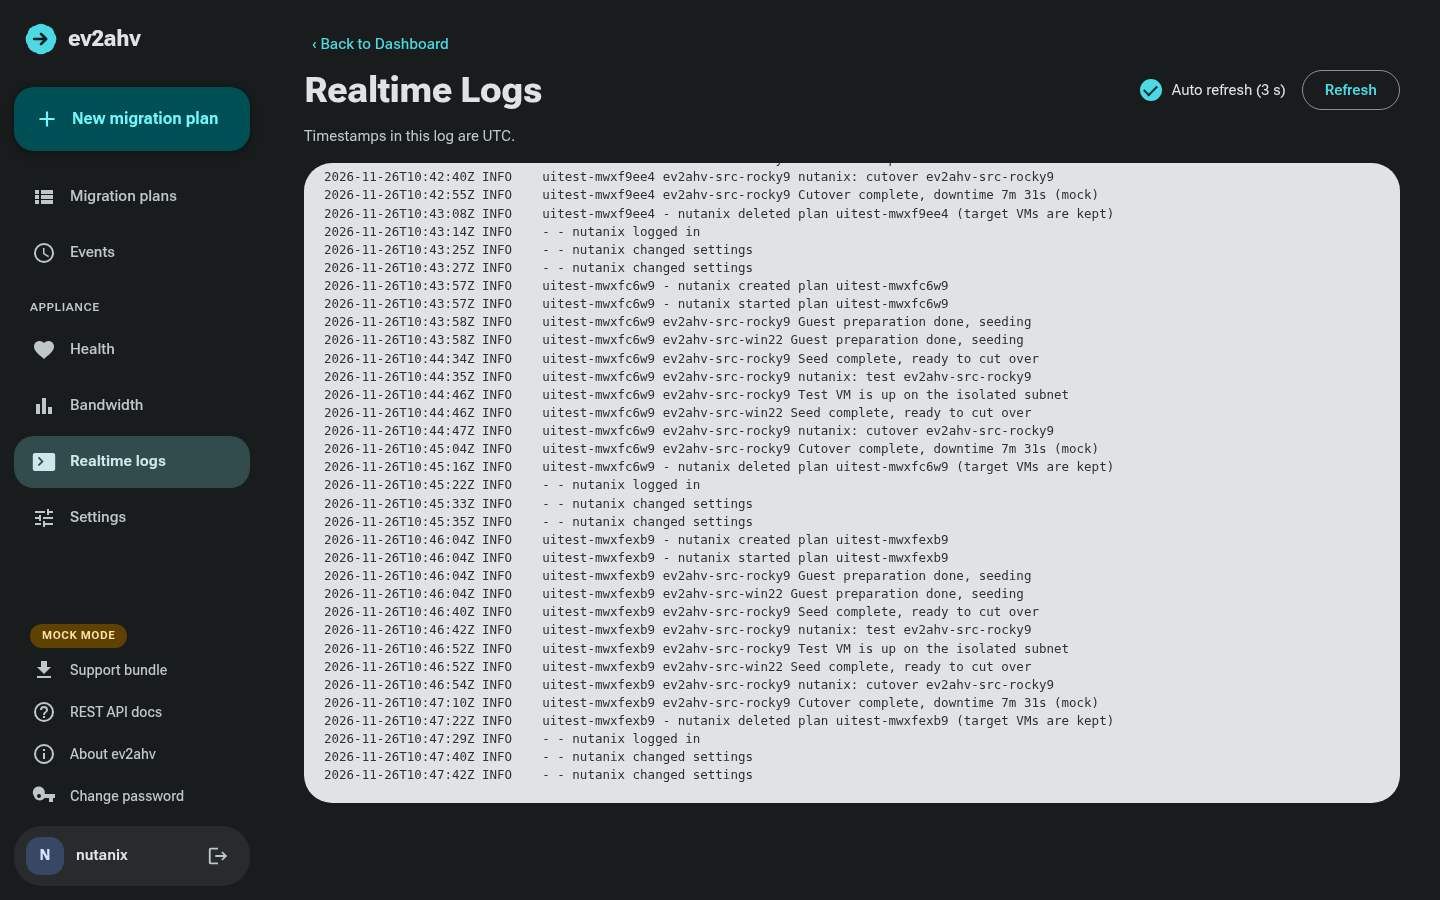 ev2ahv
New migration plan
Migration plans
Events
APPLIANCE
Health
Bandwidth
Realtime logs
Settings
MOCK MODE
Support bundle
REST API docs
About ev2ahv
Change password
N
nutanix
‹ Back to Dashboard
Realtime Logs
Auto refresh (3 s)
Refresh
Timestamps in this log are UTC.
2026-11-26T10:42:40Z INFO    uitest-mwxf9ee4 ev2ahv-src-rocky9 nutanix: cutover ev2ahv-src-rocky9
2026-11-26T10:42:55Z INFO    uitest-mwxf9ee4 ev2ahv-src-rocky9 Cutover complete, downtime 7m 31s (mock)
2026-11-26T10:43:08Z INFO    uitest-mwxf9ee4 - nutanix deleted plan uitest-mwxf9ee4 (target VMs are kept)
2026-11-26T10:43:14Z INFO    - - nutanix logged in
2026-11-26T10:43:25Z INFO    - - nutanix changed settings
2026-11-26T10:43:27Z INFO    - - nutanix changed settings
2026-11-26T10:43:57Z INFO    uitest-mwxfc6w9 - nutanix created plan uitest-mwxfc6w9
2026-11-26T10:43:57Z INFO    uitest-mwxfc6w9 - nutanix started plan uitest-mwxfc6w9
2026-11-26T10:43:58Z INFO    uitest-mwxfc6w9 ev2ahv-src-rocky9 Guest preparation done, seeding
2026-11-26T10:43:58Z INFO    uitest-mwxfc6w9 ev2ahv-src-win22 Guest preparation done, seeding
2026-11-26T10:44:34Z INFO    uitest-mwxfc6w9 ev2ahv-src-rocky9 Seed complete, ready to cut over
2026-11-26T10:44:35Z INFO    uitest-mwxfc6w9 ev2ahv-src-rocky9 nutanix: test ev2ahv-src-rocky9
2026-11-26T10:44:46Z INFO    uitest-mwxfc6w9 ev2ahv-src-rocky9 Test VM is up on the isolated subnet
2026-11-26T10:44:46Z INFO    uitest-mwxfc6w9 ev2ahv-src-win22 Seed complete, ready to cut over
2026-11-26T10:44:47Z INFO    uitest-mwxfc6w9 ev2ahv-src-rocky9 nutanix: cutover ev2ahv-src-rocky9
2026-11-26T10:45:04Z INFO    uitest-mwxfc6w9 ev2ahv-src-rocky9 Cutover complete, downtime 7m 31s (mock)
2026-11-26T10:45:16Z INFO    uitest-mwxfc6w9 - nutanix deleted plan uitest-mwxfc6w9 (target VMs are kept)
2026-11-26T10:45:22Z INFO    - - nutanix logged in
2026-11-26T10:45:33Z INFO    - - nutanix changed settings
2026-11-26T10:45:35Z INFO    - - nutanix changed settings
2026-11-26T10:46:04Z INFO    uitest-mwxfexb9 - nutanix created plan uitest-mwxfexb9
2026-11-26T10:46:04Z INFO    uitest-mwxfexb9 - nutanix started plan uitest-mwxfexb9
2026-11-26T10:46:04Z INFO    uitest-mwxfexb9 ev2ahv-src-rocky9 Guest preparation done, seeding
2026-11-26T10:46:04Z INFO    uitest-mwxfexb9 ev2ahv-src-win22 Guest preparation done, seeding
2026-11-26T10:46:40Z INFO    uitest-mwxfexb9 ev2ahv-src-rocky9 Seed complete, ready to cut over
2026-11-26T10:46:42Z INFO    uitest-mwxfexb9 ev2ahv-src-rocky9 nutanix: test ev2ahv-src-rocky9
2026-11-26T10:46:52Z INFO    uitest-mwxfexb9 ev2ahv-src-rocky9 Test VM is up on the isolated subnet
2026-11-26T10:46:52Z INFO    uitest-mwxfexb9 ev2ahv-src-win22 Seed complete, ready to cut over
2026-11-26T10:46:54Z INFO    uitest-mwxfexb9 ev2ahv-src-rocky9 nutanix: cutover ev2ahv-src-rocky9
2026-11-26T10:47:10Z INFO    uitest-mwxfexb9 ev2ahv-src-rocky9 Cutover complete, downtime 7m 31s (mock)
2026-11-26T10:47:22Z INFO    uitest-mwxfexb9 - nutanix deleted plan uitest-mwxfexb9 (target VMs are kept)
2026-11-26T10:47:29Z INFO    - - nutanix logged in
2026-11-26T10:47:40Z INFO    - - nutanix changed settings
2026-11-26T10:47:42Z INFO    - - nutanix changed settings